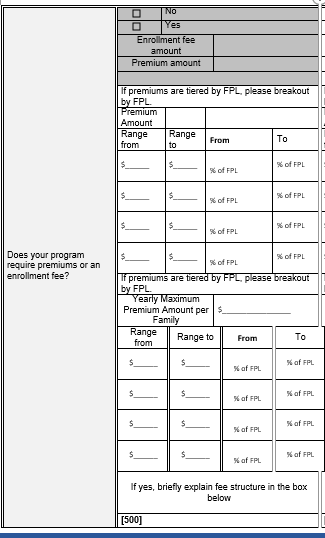 No
Yes
Enrollment fee
amount
Premium amount
If premiums are tiered by FPL, please breakout
by FPL.
Premium
Amount
Range
from
Range
to
From
To
$_____ $_____ % of FPL % of FPL
$_____ $_____ % of FPL % of FPL
$_____ $_____ % of FPL % of FPL
$_____ $_____ % of FPL % of FPL
Does your program
require premiums or an
enrollment fee?
If premiums are tiered by FPL, please breakout
by FPL.
Yearly Maximum
Premium Amount per
Family
$______________
Range
from
Range to
From
To
$_____ $_____ % of FPL % of FPL
$_____ $_____ % of FPL % of FPL
$_____ $_____ % of FPL % of FPL
$_____ $_____ % of FPL % of FPL
If yes, briefly explain fee structure in the box
below
[500]